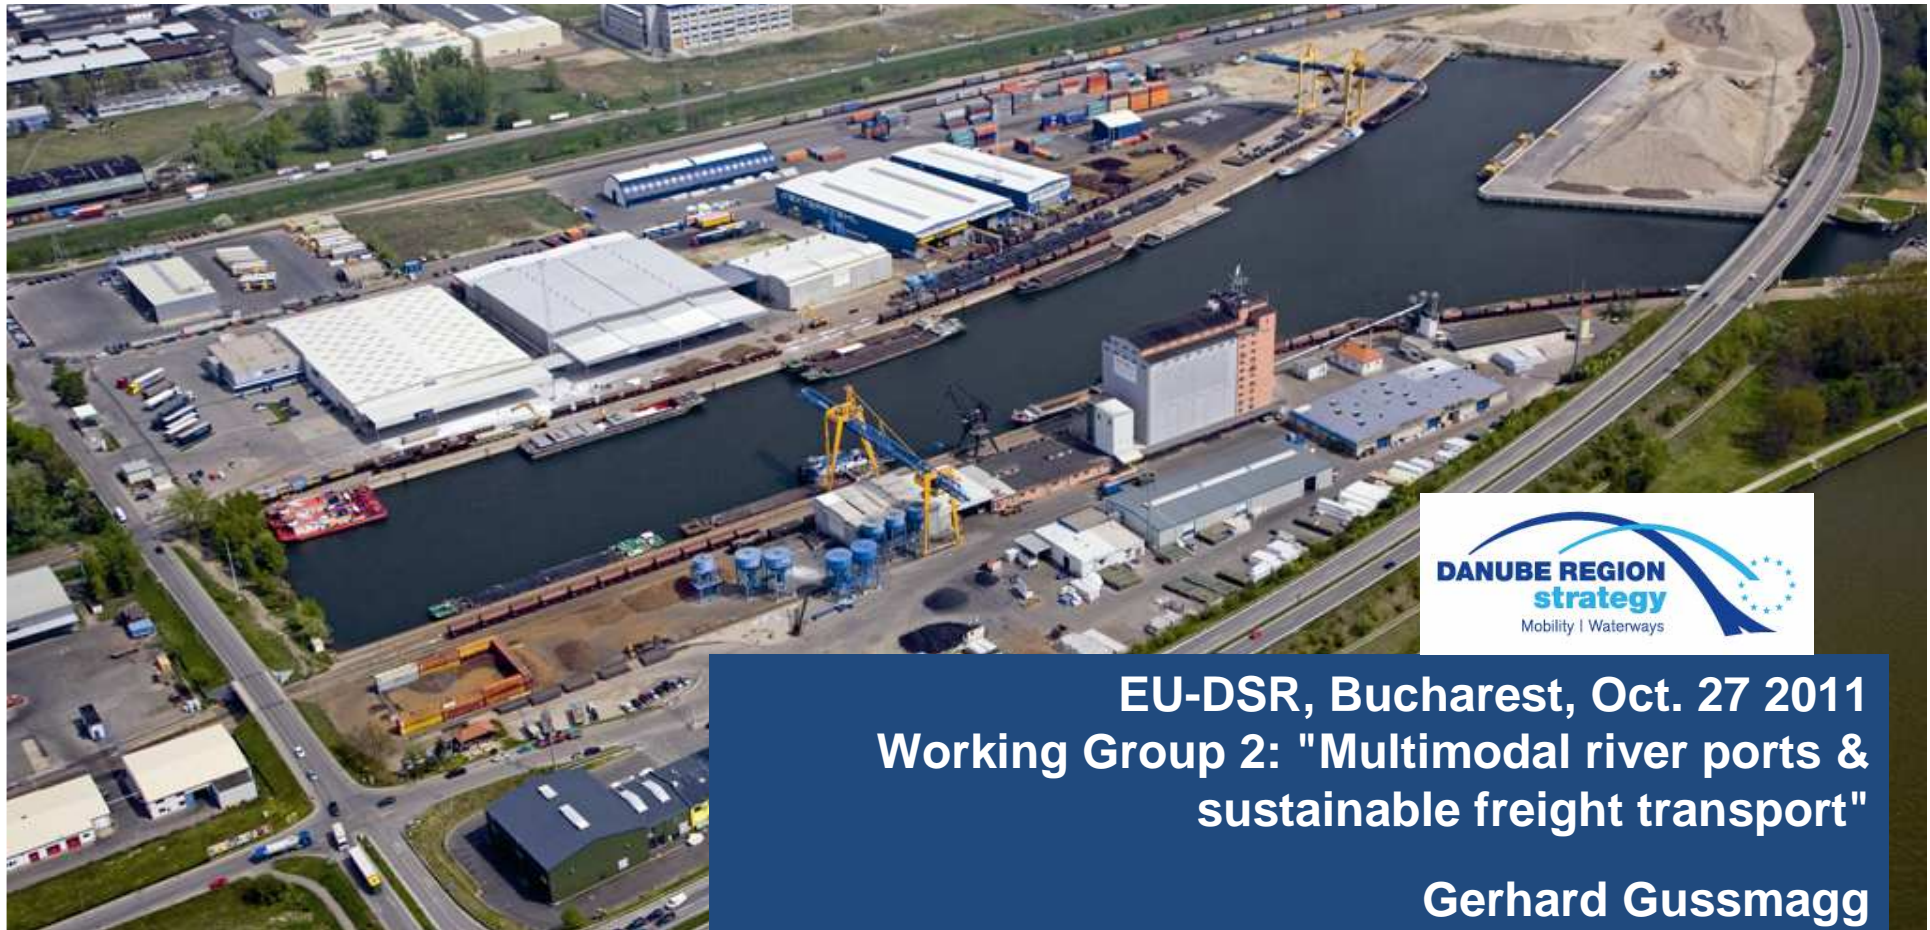 DANUBE REGION
strategy
Mobility | Waterways
EU-DSR, Bucharest, Oct. 27 2011
Working Group 2: "Multimodal river ports &
sustainable freight transport"
Gerhard Gussmagg